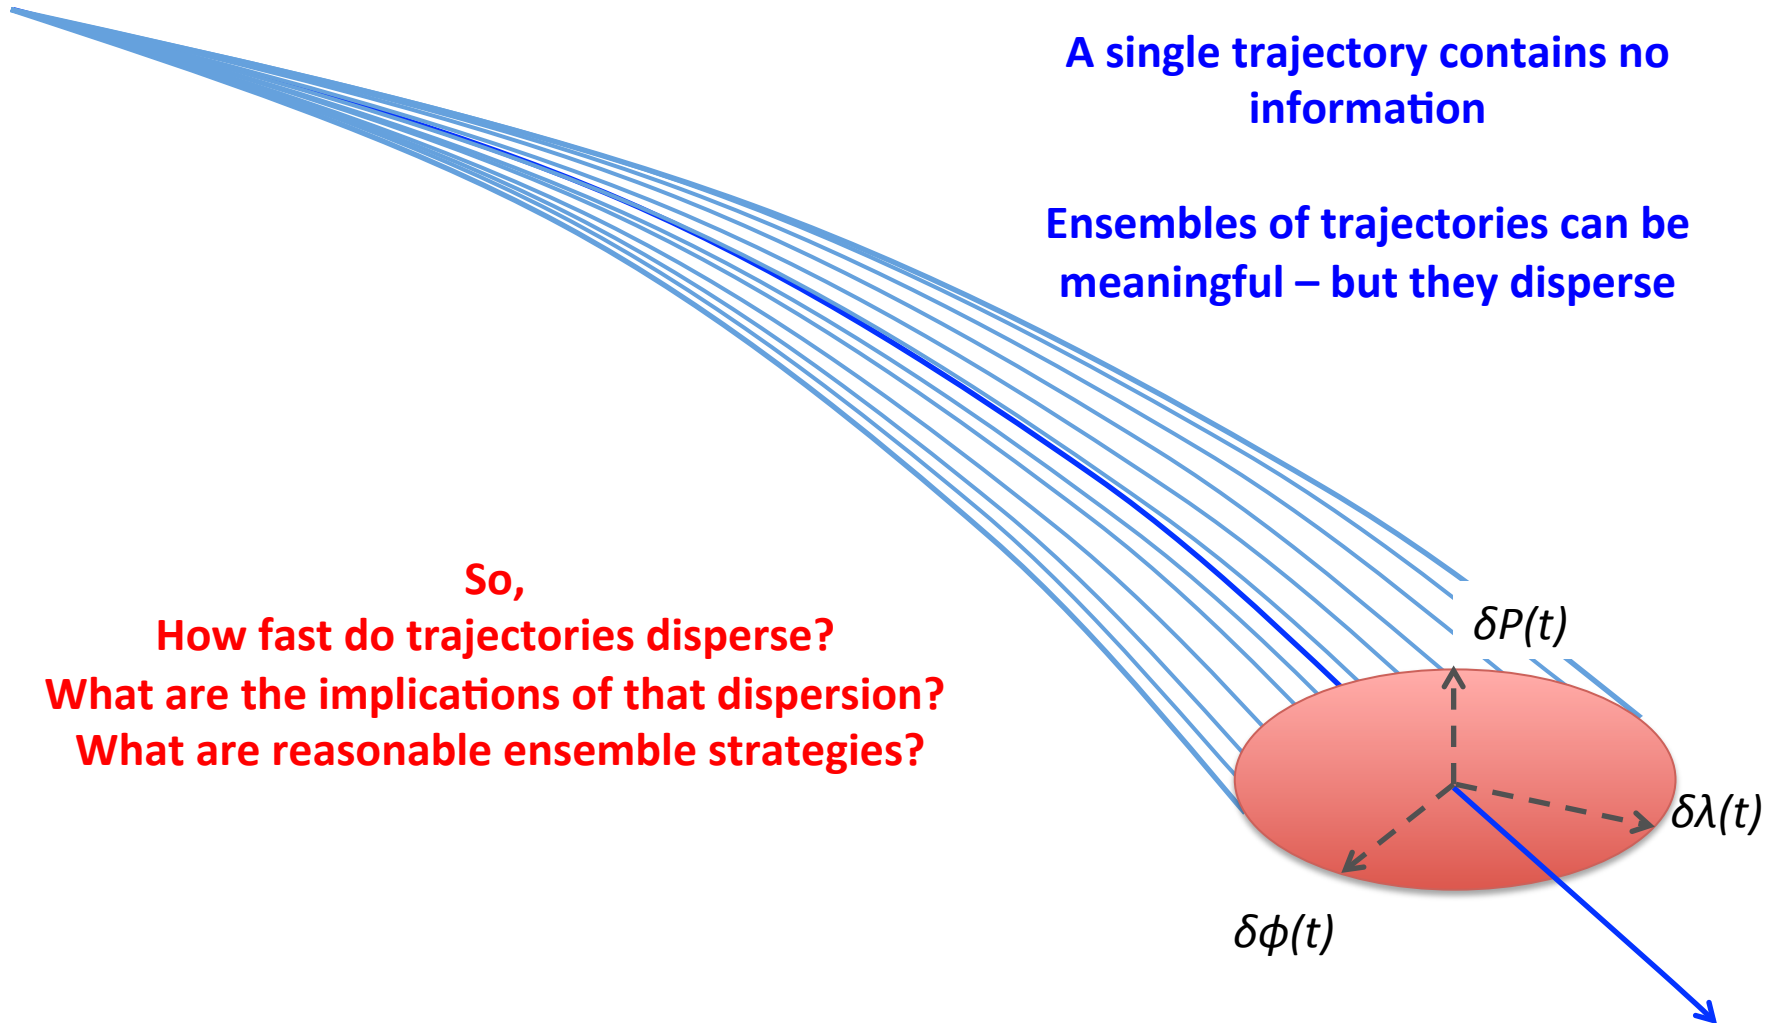 A single trajectory contains no
information
Ensembles of trajectories can be
meaningful – but they disperse
So,
How fast do trajectories disperse?
What are the implications of that dispersion?
What are reasonable ensemble strategies?
δP(t)
δλ(t)
δϕ(t)